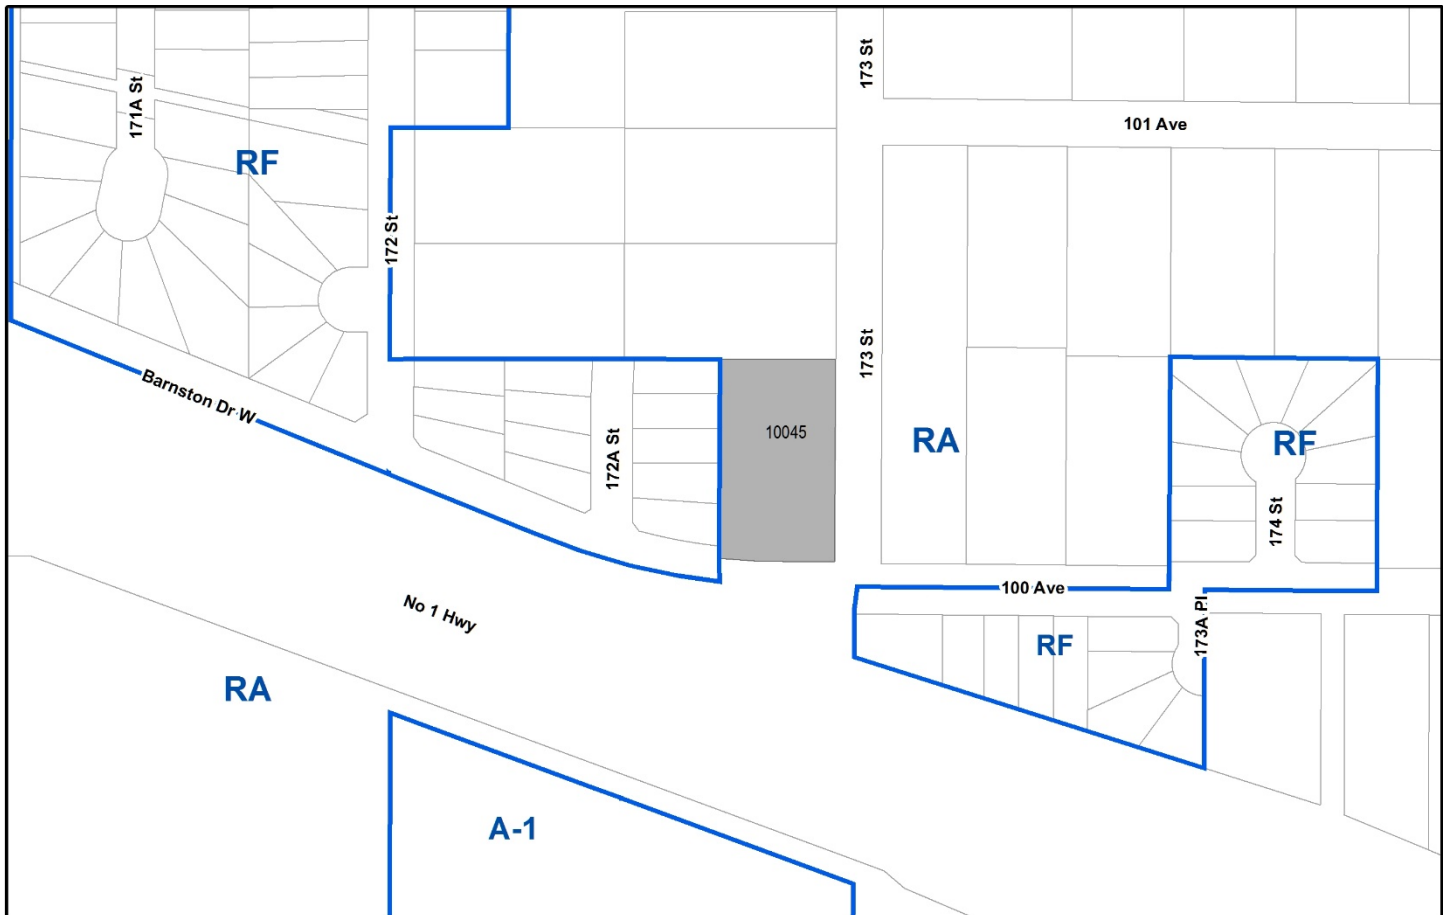 173 St
171A St
101 Ave
RF
172 St
173 St
Barnston Dr W
10045
RA
RF
172A St
174 St
100 Ave
No 1 Hwy
173A Pl
RF
RA
A-1